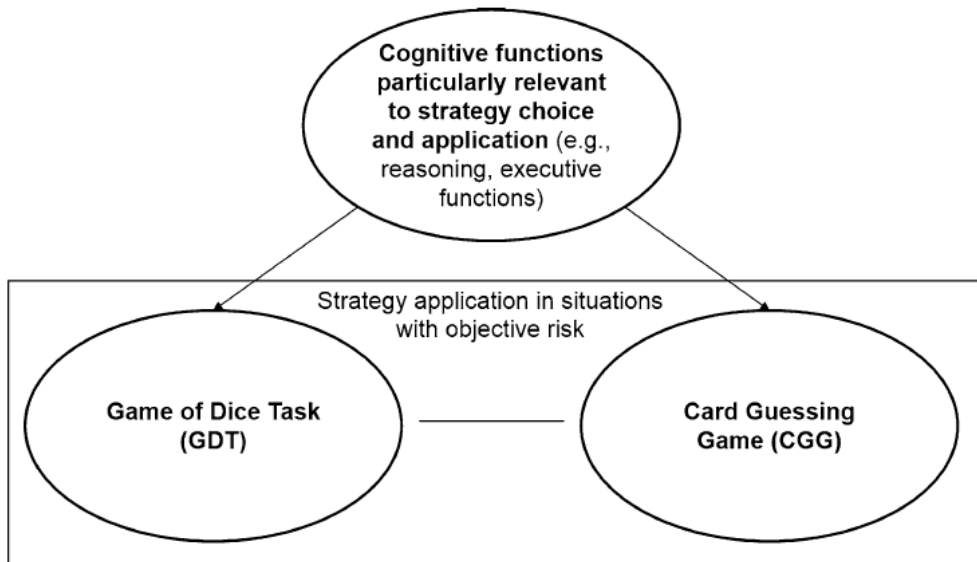 Cognitive functions
particularly relevant
to strategy choice
and application (e.g.,
reasoning, executive
functions)
Strategy application in situations
with objective risk
Game of Dice Task
(GDT)
Card Guessing
Game (CGG)